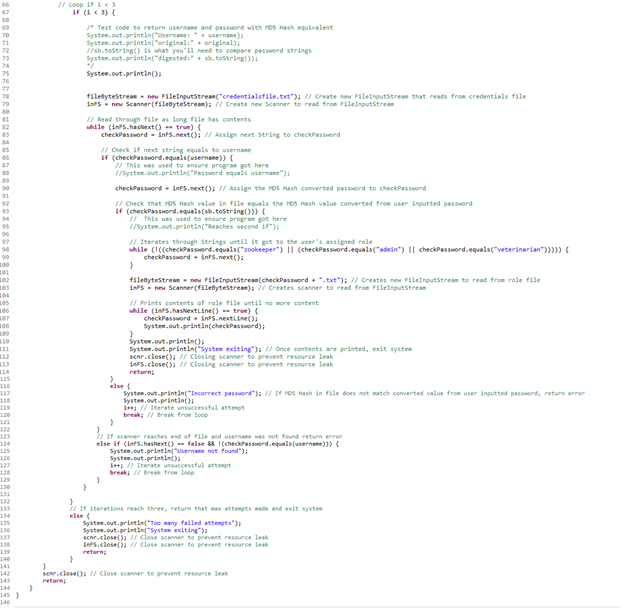 66 // Loop if i < 3
67 if (i < 3) {
68
69 /* Test code to return username and password with MD5 Hash equivalent
70 System.out.println("Username: " + username);
71 System.out.println("original:" + original);
72 //sb.toString() is what you'll need to compare password strings
73 System.out.println("digested:" + sb.toString());
74 */
75 System.out.println();
76
77
78 fileByteStream = new FileInputStream("credentialsfile.txt"); // Create new FileInputStream that reads from credentials file
79 inFS = new Scanner(fileByteStream); // Create new Scanner to read from FileInputStream
80
81 // Read through file as long file has contents
82 while (inFS.hasNext() == true) {
83 checkPassword = inFS.next(); // Assign next String to checkPassword
84
85 // Check if next string equals to username
86 if (checkPassword.equals(username)) {
87 // This was used to ensure program got here
88 //System.out.println("Password equals username");
89
90 checkPassword = inFS.next(); // Assign the MD5 Hash converted password to checkPassword
91
92 // Check that MD5 Hash value in file equals the MD5 Hash value converted from user inputted password
93 if (checkPassword.equals(sb.toString())) {
94 // This was used to ensure program got here
95 //System.out.println("Reaches second if");
96
97 // Iterates through Strings until it got to the user's assigned role
98 while (!((checkPassword.equals("zookeeper") || (checkPassword.equals("admin") || checkPassword.equals("veterinarian"))))) {
99 checkPassword = inFS.next();
100 }
101
102 fileByteStream = new FileInputStream(checkPassword + ".txt"); // Creates new FileInputStream to read from role file
103 inFS = new Scanner(fileByteStream); // Creates scanner to read from FileInputStream
104
105 // Prints contents of role file until no more content
106 while (inFS.hasNextLine() == true) {
107 checkPassword = inFS.nextLine();
108 System.out.println(checkPassword);
109 }
110 System.out.println();
111 System.out.println("System exiting"); // Once contents are printed, exit system
112 scnr.close(); // Closing scanner to prevent resource leak
113 inFS.close(); // Closing scanner to prevent resource leak
114 return;
115 }
116 else {
117 System.out.println("Incorrect password"); // If MD5 Hash in file does not match converted value from user inputted password, return error
118 System.out.println();
119 i++; // Iterate unsuccessful attempt
120 break; // Break from loop
121 }
122 }
123 // If scanner reaches end of file and username was not found return error
124 else if (inFS.hasNext() == false && !(checkPassword.equals(username))) {
125 System.out.println("Username not found");
126 System.out.println();
127 i++; // Iterate unsuccessful attempt
128 break; // Break from loop
129 }
130 }
131
132 }
133 // If iterations reach three, return that max attempts made and exit system
134 else {
135 System.out.println("Too many failed attempts");
136 System.out.println("System exiting");
137 scnr.close(); // Close scanner to prevent resource leak
138 inFS.close(); // Close scanner to prevent resource leak
139 return;
140 }
141 }
142 scnr.close(); // Close scanner to prevent resource leak
143 return;
144 }
145 }
146